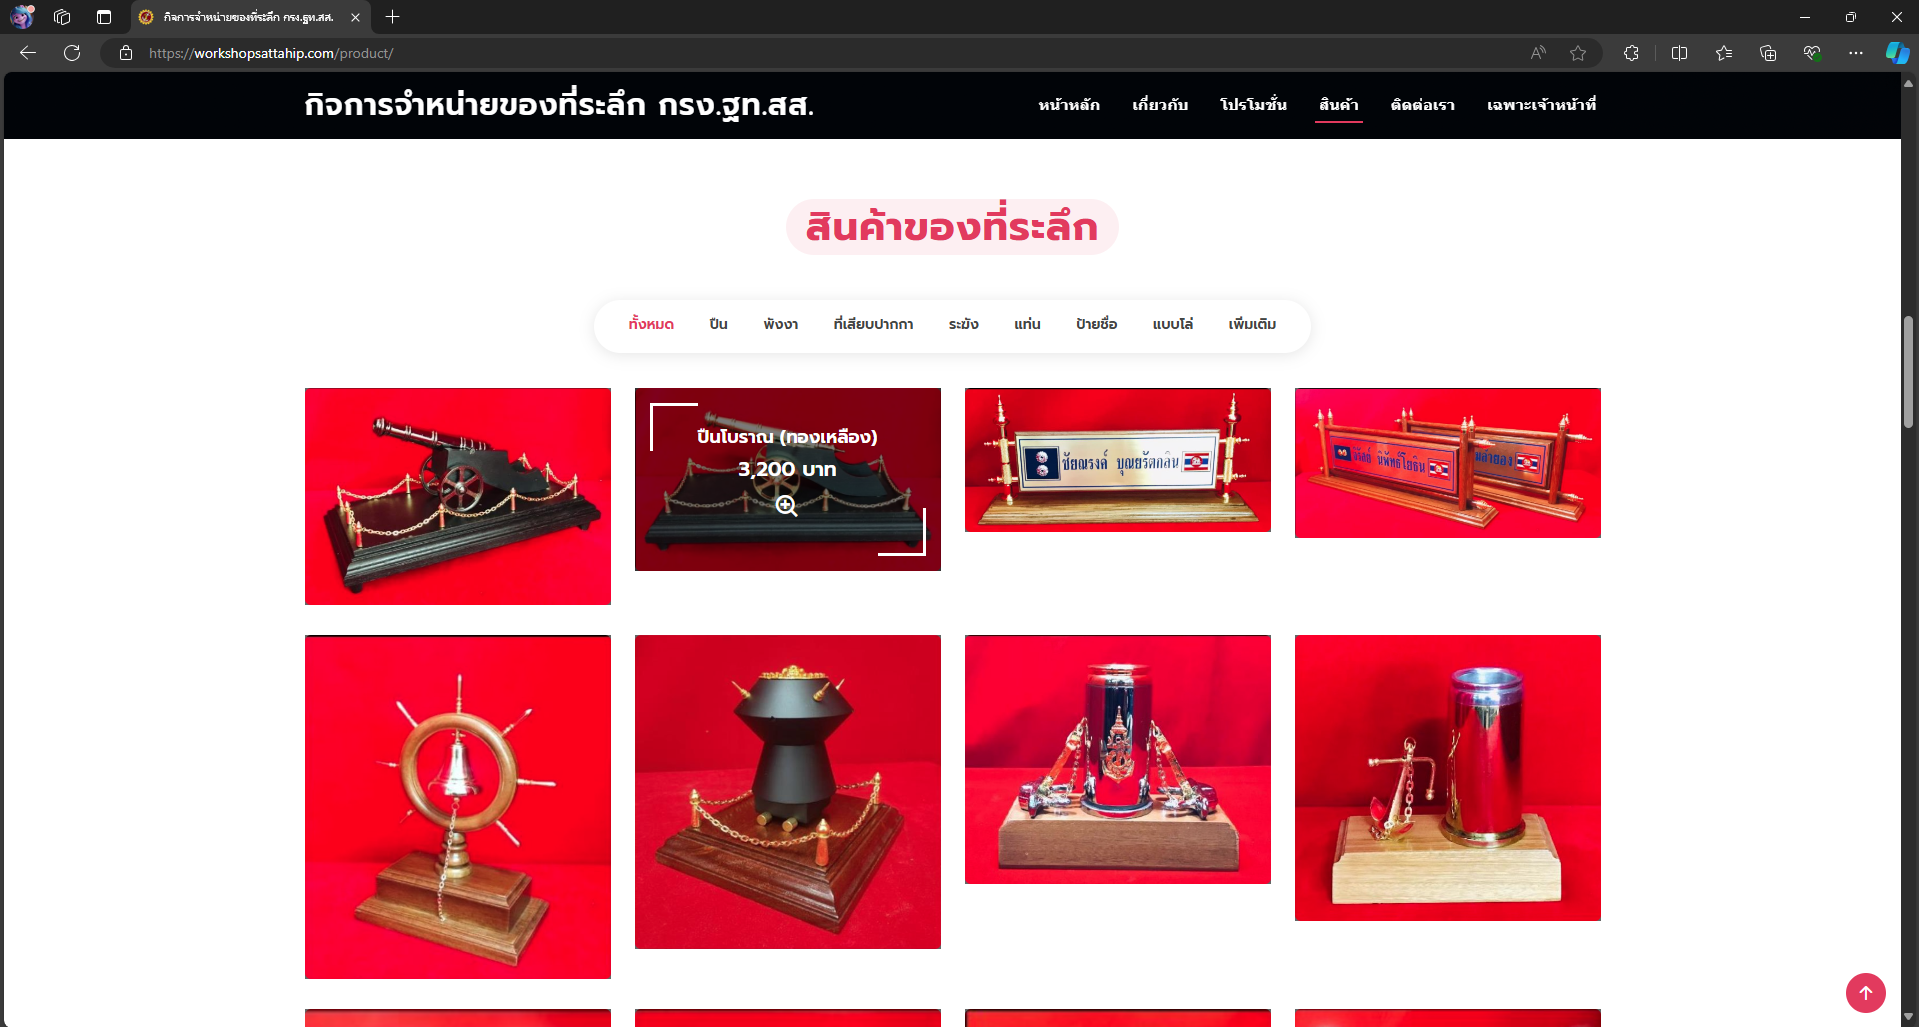 กิจการจำหน่ายของที่ระลึก กรง.ฐท.สส.
https://workshopsattahip.com/product/
กิจการจำหน่ายของที่ระลึก กรง.ฐท.สส.
หน้าหลัก เกี่ยวกับ โปรโมชั่น สินค้า ติดต่อเรา เฉพาะเจ้าหน้าที่
สินค้าของที่ระลึก
ทั้งหมด ปืน พังงา ที่เสียบปากกา ระฆัง แท่น ป้ายชื่อ แบบโล่ เพิ่มเติม
ปืนโบราณ (ทองเหลือง)
3,200 บาท
ชัยณรงค์ บุณยรัตกลิน